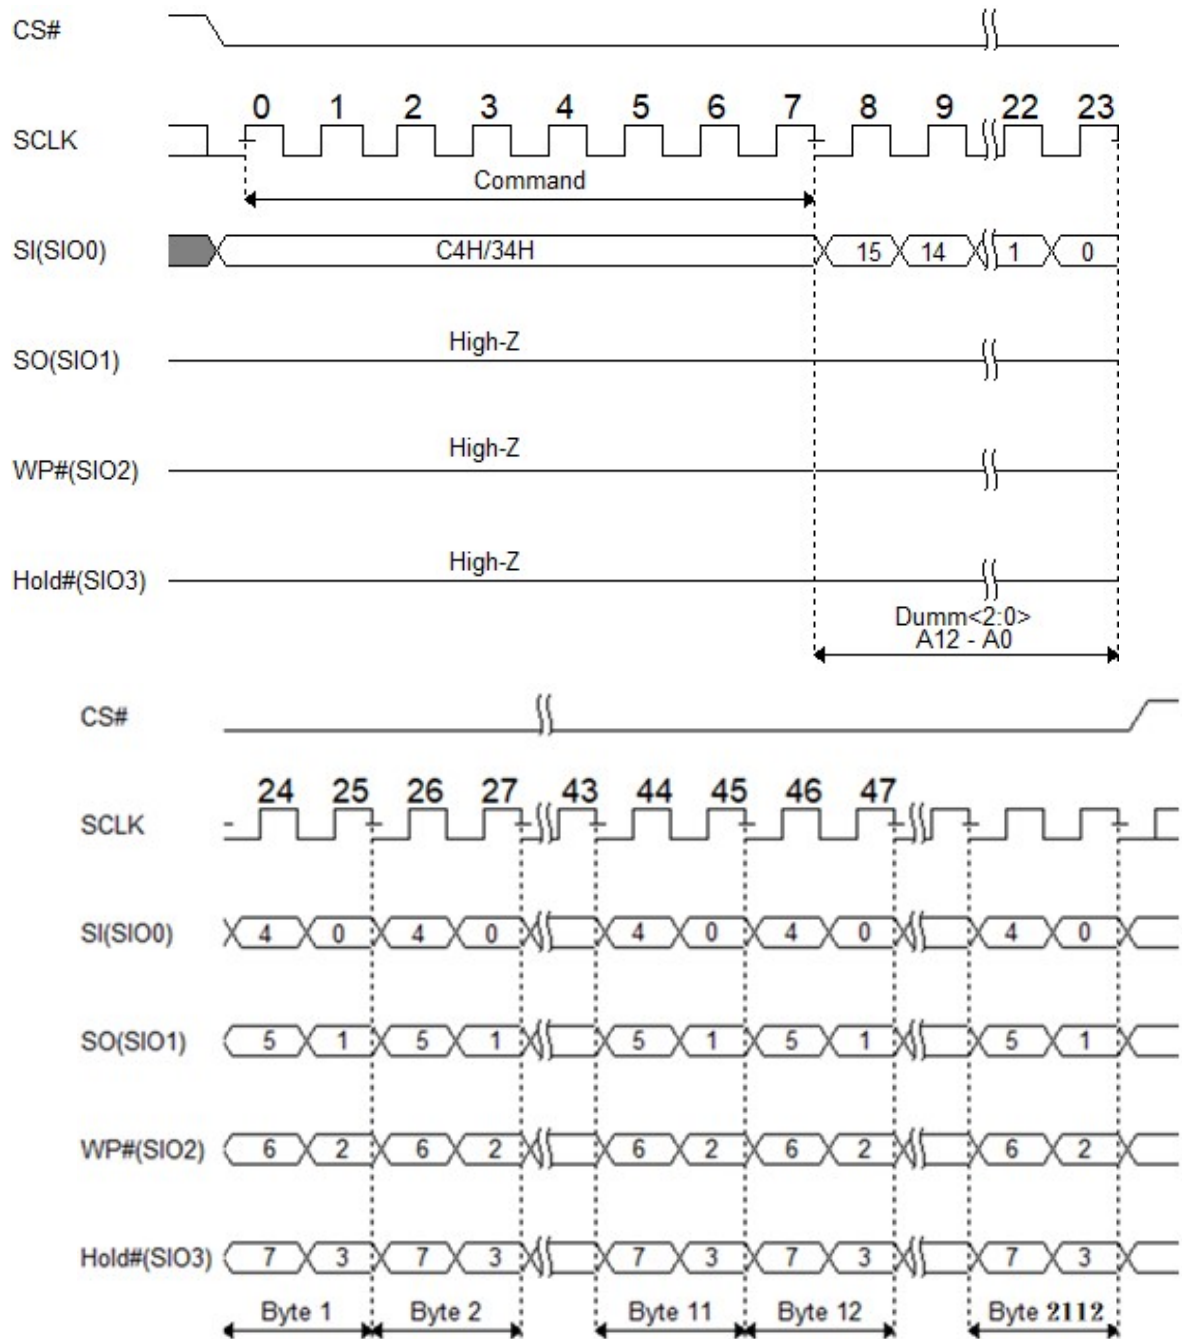 CS#
0 1 2 3 4 5 6 7 8 9 22 23
SCLK
Command
SI(SIO0) C4H/34H 15 14 1 0
High-Z
SO(SIO1)
High-Z
WP#(SIO2)
High-Z
Hold#(SIO3)
Dumm<2:0>
A12 - A0
CS#
24 25 26 27 43 44 45 46 47
SCLK
SI(SIO0) 4 0 4 0 4 0 4 0 4 0
SO(SIO1) 5 1 5 1 5 1 5 1 5 1
WP#(SIO2) 6 2 6 2 6 2 6 2 6 2
Hold#(SIO3) 7 3 7 3 7 3 7 3 7 3
Byte 1 Byte 2 Byte 11 Byte 12 Byte 2112